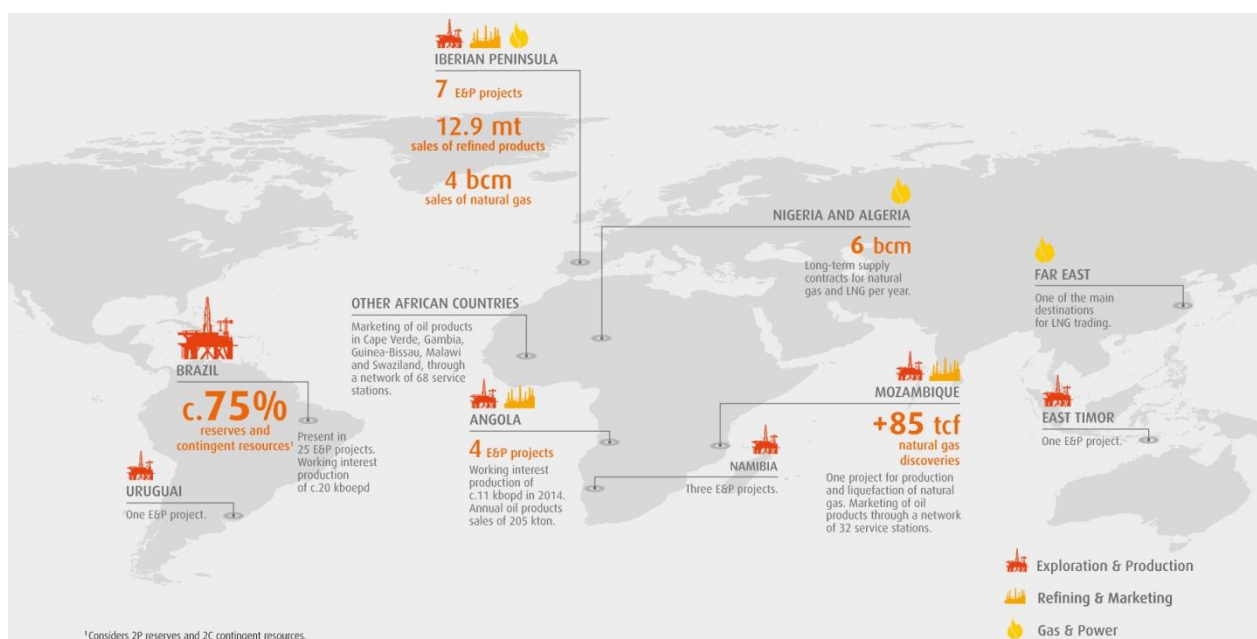 IBERIAN PENINSULA
7 E&P projects
12.9 mt
sales of refined products
4 bcm
sales of natural gas
NIGERIA AND ALGERIA
6 bcm
Long-term supply
contracts for natural
gas and LNG per year.
FAR EAST
One of the main
destinations
for LNG trading.
OTHER AFRICAN COUNTRIES
Marketing of oil products
in Cape Verde, Gambia,
Guinea-Bissau, Malawi
and Swaziland, through
a network of 68 service
stations.
BRAZIL
c.75%
reserves and
contingent resources¹
Present in
25 E&P projects.
Working interest
production
of c.20 kboepd
URUGUAI
One E&P project.
ANGOLA
4 E&P projects
Working interest
production of
c.11 kbopd in 2014.
Annual oil products
sales of 205 kton.
NAMIBIA
Three E&P projects.
MOZAMBIQUE
+85 tcf
natural gas
discoveries
One project for production
and liquefaction of natural
gas. Marketing of oil
products through a network
of 32 service stations.
EAST TIMOR
One E&P project.
Exploration & Production
Refining & Marketing
Gas & Power
¹Considers 2P reserves and 2C contingent resources.